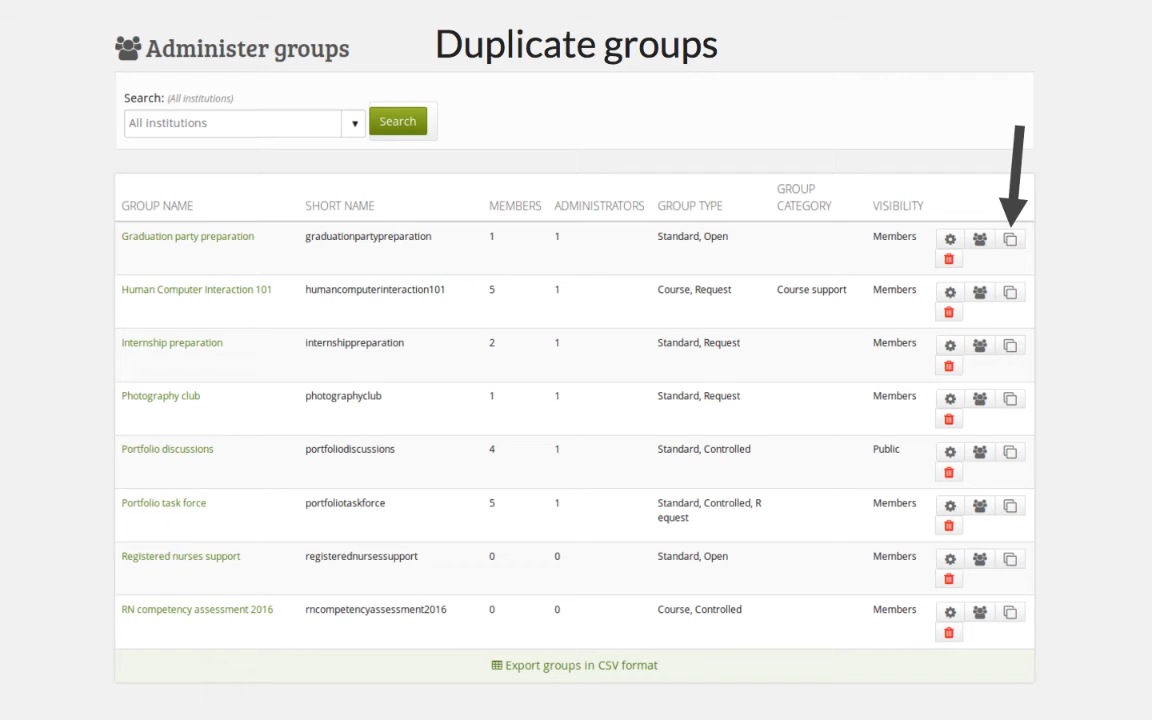 Administer groups
Duplicate groups
Search: (All institutions)
All institutions
Search
GROUP NAME SHORT NAME MEMBERS ADMINISTRATORS GROUP TYPE GROUP CATEGORY VISIBILITY
Graduation party preparation graduationpartypreparation 1 1 Standard, Open Members
Human Computer Interaction 101 humancomputerinteraction101 5 1 Course, Request Course support Members
Internship preparation internshippreparation 2 1 Standard, Request Members
Photography club photographyclub 1 1 Standard, Request Members
Portfolio discussions portfoliodiscussions 4 1 Standard, Controlled Public
Portfolio task force portfoliotaskforce 5 1 Standard, Controlled, R Members
equest
Registered nurses support registerednursessupport 0 0 Standard, Open Members
RN competency assessment 2016 rncompetencyassessment2016 0 0 Course, Controlled Members
Export groups in CSV format